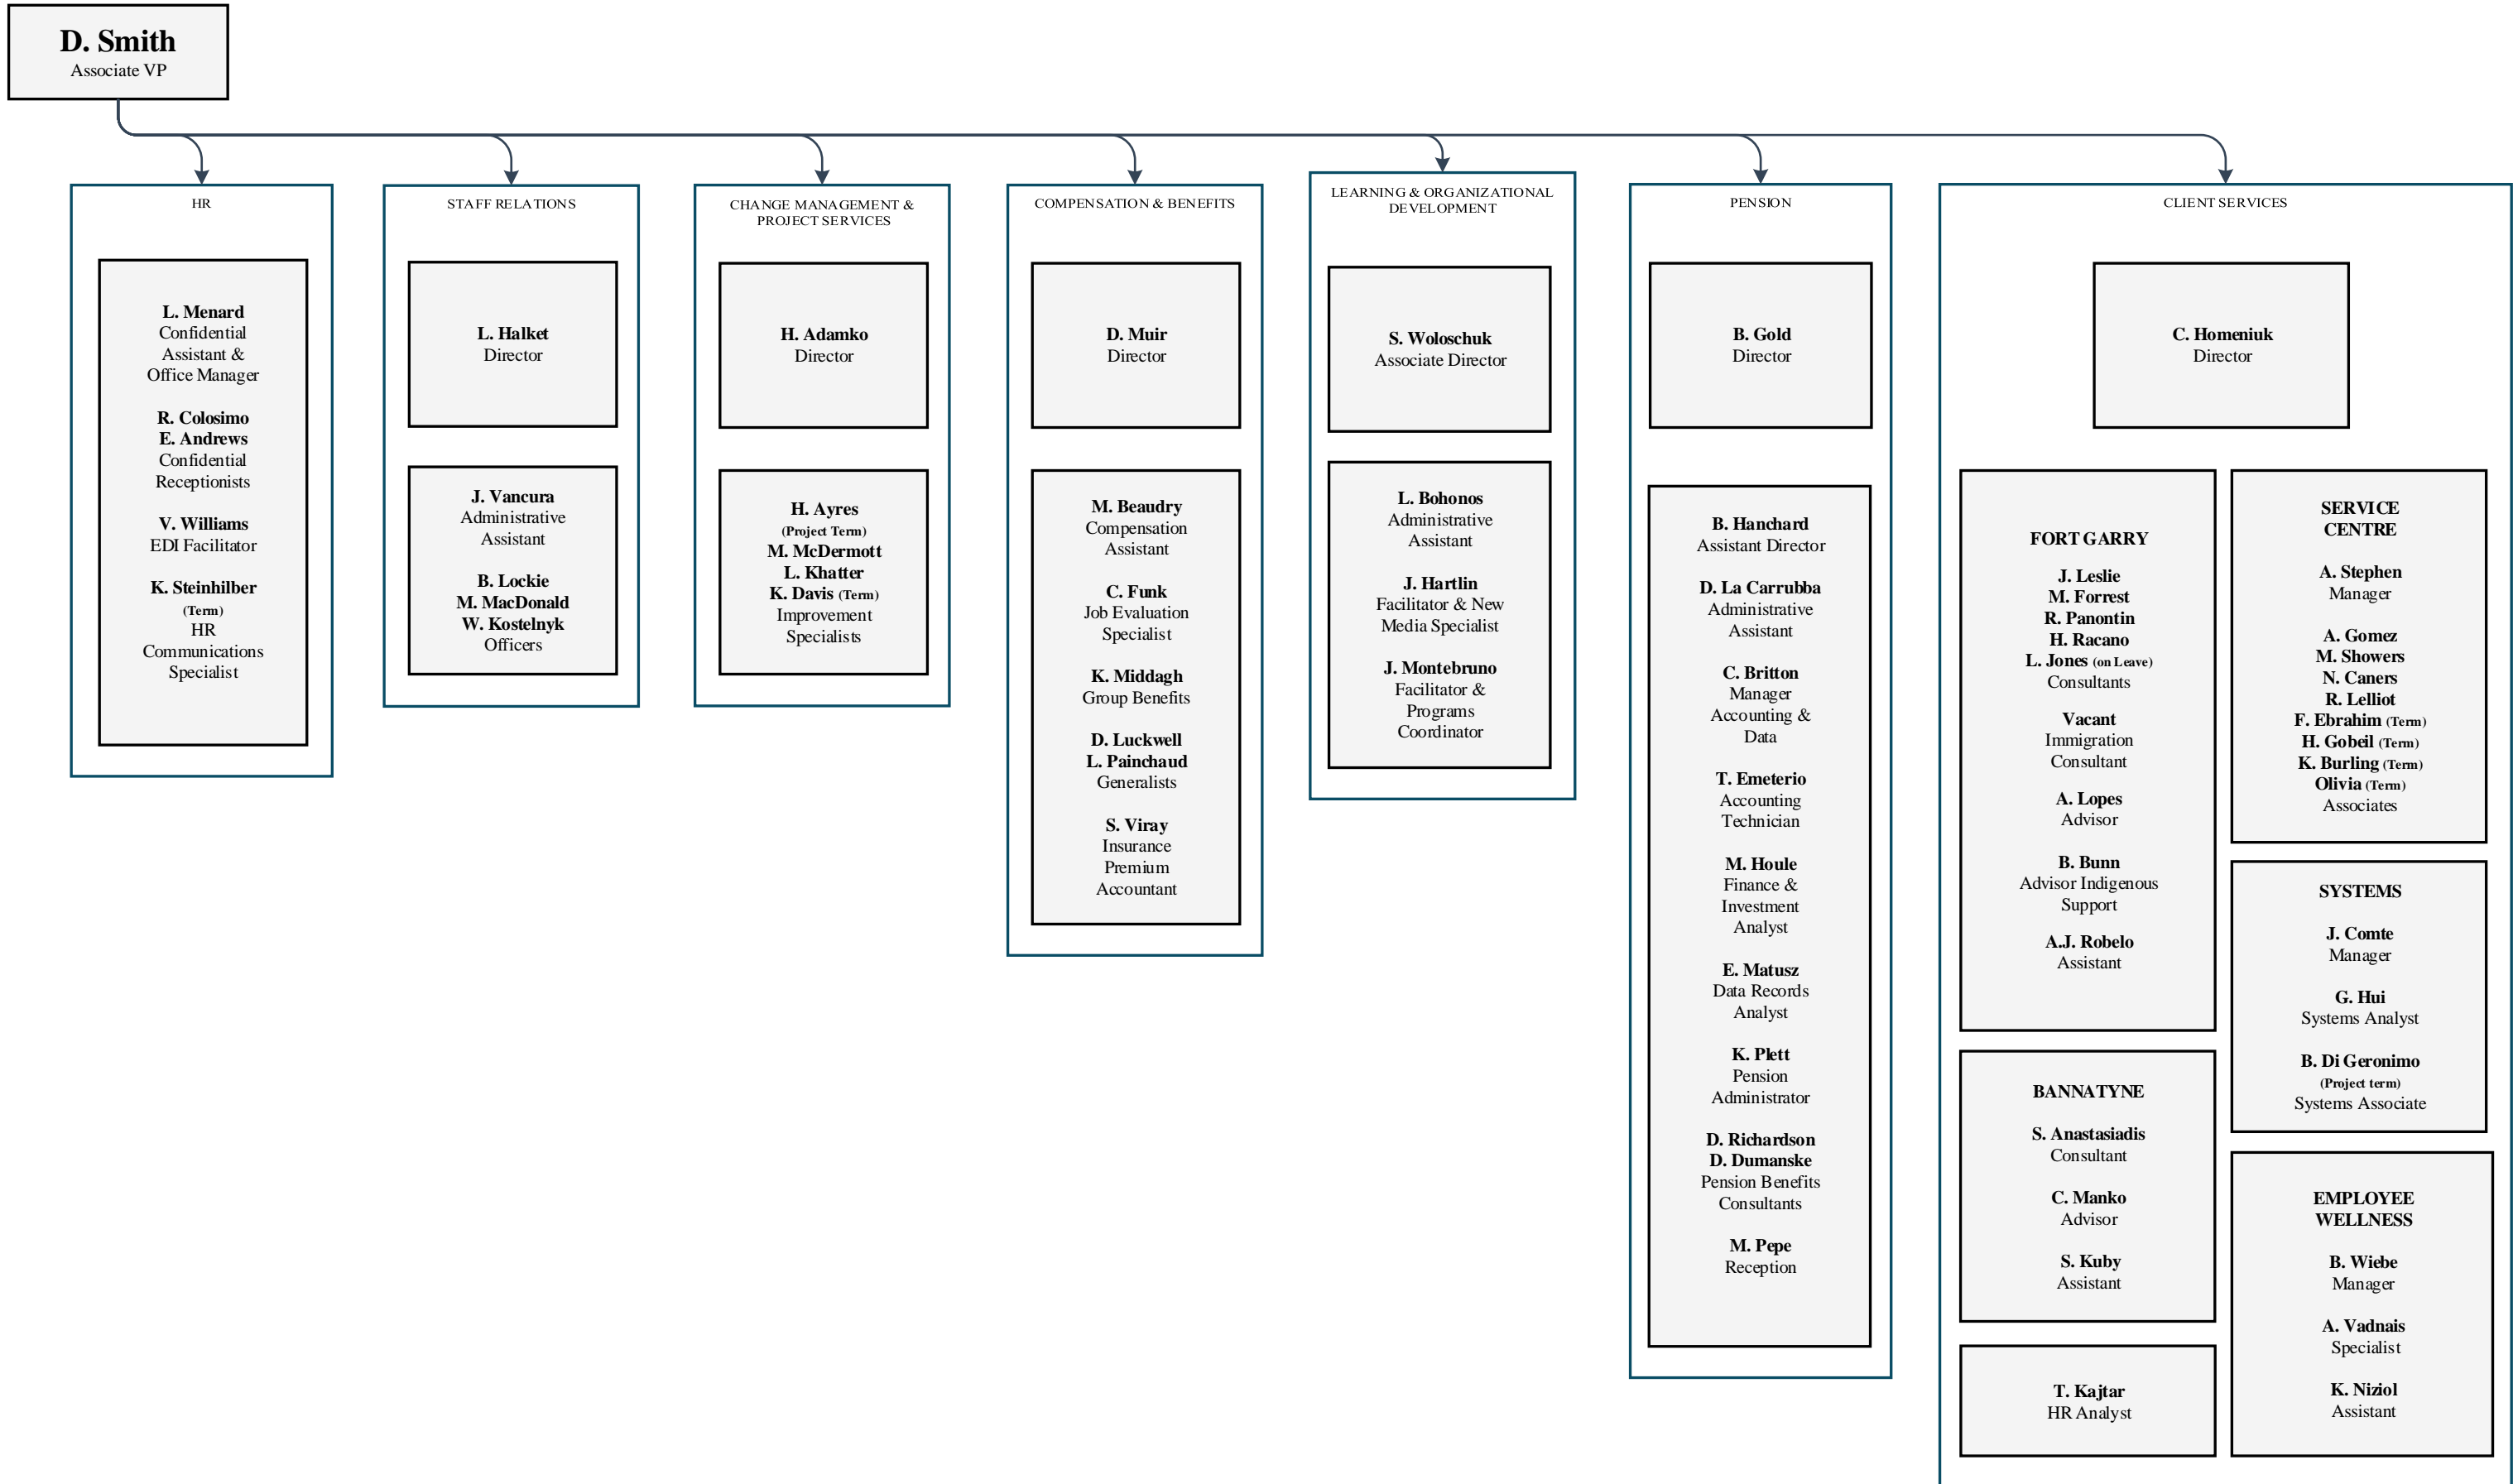 D. Smith
Associate VP
HR
L. Menard
Confidential
Assistant &
Office Manager
R. Colosimo
E. Andrews
Confidential
Receptionists
V. Williams
EDI Facilitator
K. Steinhilber
(Term)
HR
Communications
Specialist
STAFF RELATIONS
L. Halket
Director
J. Vancura
Administrative
Assistant
B. Lockie
M. MacDonald
W. Kostelnyk
Officers
CHANGE MANAGEMENT &
PROJECT SERVICES
H. Adamko
Director
H. Ayres
(Project Term)
M. McDermott
L. Khatter
K. Davis (Term)
Improvement
Specialists
COMPENSATION & BENEFITS
D. Muir
Director
M. Beaudry
Compensation
Assistant
C. Funk
Job Evaluation
Specialist
K. Middagh
Group Benefits
D. Luckwell
L. Painchaud
Generalists
S. Viray
Insurance
Premium
Accountant
LEARNING & ORGANIZATIONAL
DEVELOPMENT
S. Woloschuk
Associate Director
L. Bohonos
Administrative
Assistant
J. Hartlin
Facilitator & New
Media Specialist
J. Montebruno
Facilitator &
Programs
Coordinator
PENSION
B. Gold
Director
B. Hanchard
Assistant Director
D. La Carrubba
Administrative
Assistant
C. Britton
Manager
Accounting &
Data
T. Emeterio
Accounting
Technician
M. Houle
Finance &
Investment
Analyst
E. Matusz
Data Records
Analyst
K. Plett
Pension
Administrator
D. Richardson
D. Dumanske
Pension Benefits
Consultants
M. Pepe
Reception
CLIENT SERVICES
C. Homeniuk
Director
FORT GARRY
J. Leslie
M. Forrest
R. Panontin
H. Racano
L. Jones (on Leave)
Consultants
Vacant
Immigration
Consultant
A. Lopes
Advisor
B. Bunn
Advisor Indigenous
Support
A.J. Robelo
Assistant
BANNATYNE
S. Anastasiadis
Consultant
C. Manko
Advisor
S. Kuby
Assistant
T. Kajtar
HR Analyst
SERVICE
CENTRE
A. Stephen
Manager
A. Gomez
M. Showers
N. Caners
R. Lelliot
F. Ebrahim (Term)
H. Gobeil (Term)
K. Burling (Term)
Olivia (Term)
Associates
SYSTEMS
J. Comte
Manager
G. Hui
Systems Analyst
B. Di Geronimo
(Project term)
Systems Associate
EMPLOYEE
WELLNESS
B. Wiebe
Manager
A. Vadnais
Specialist
K. Niziol
Assistant